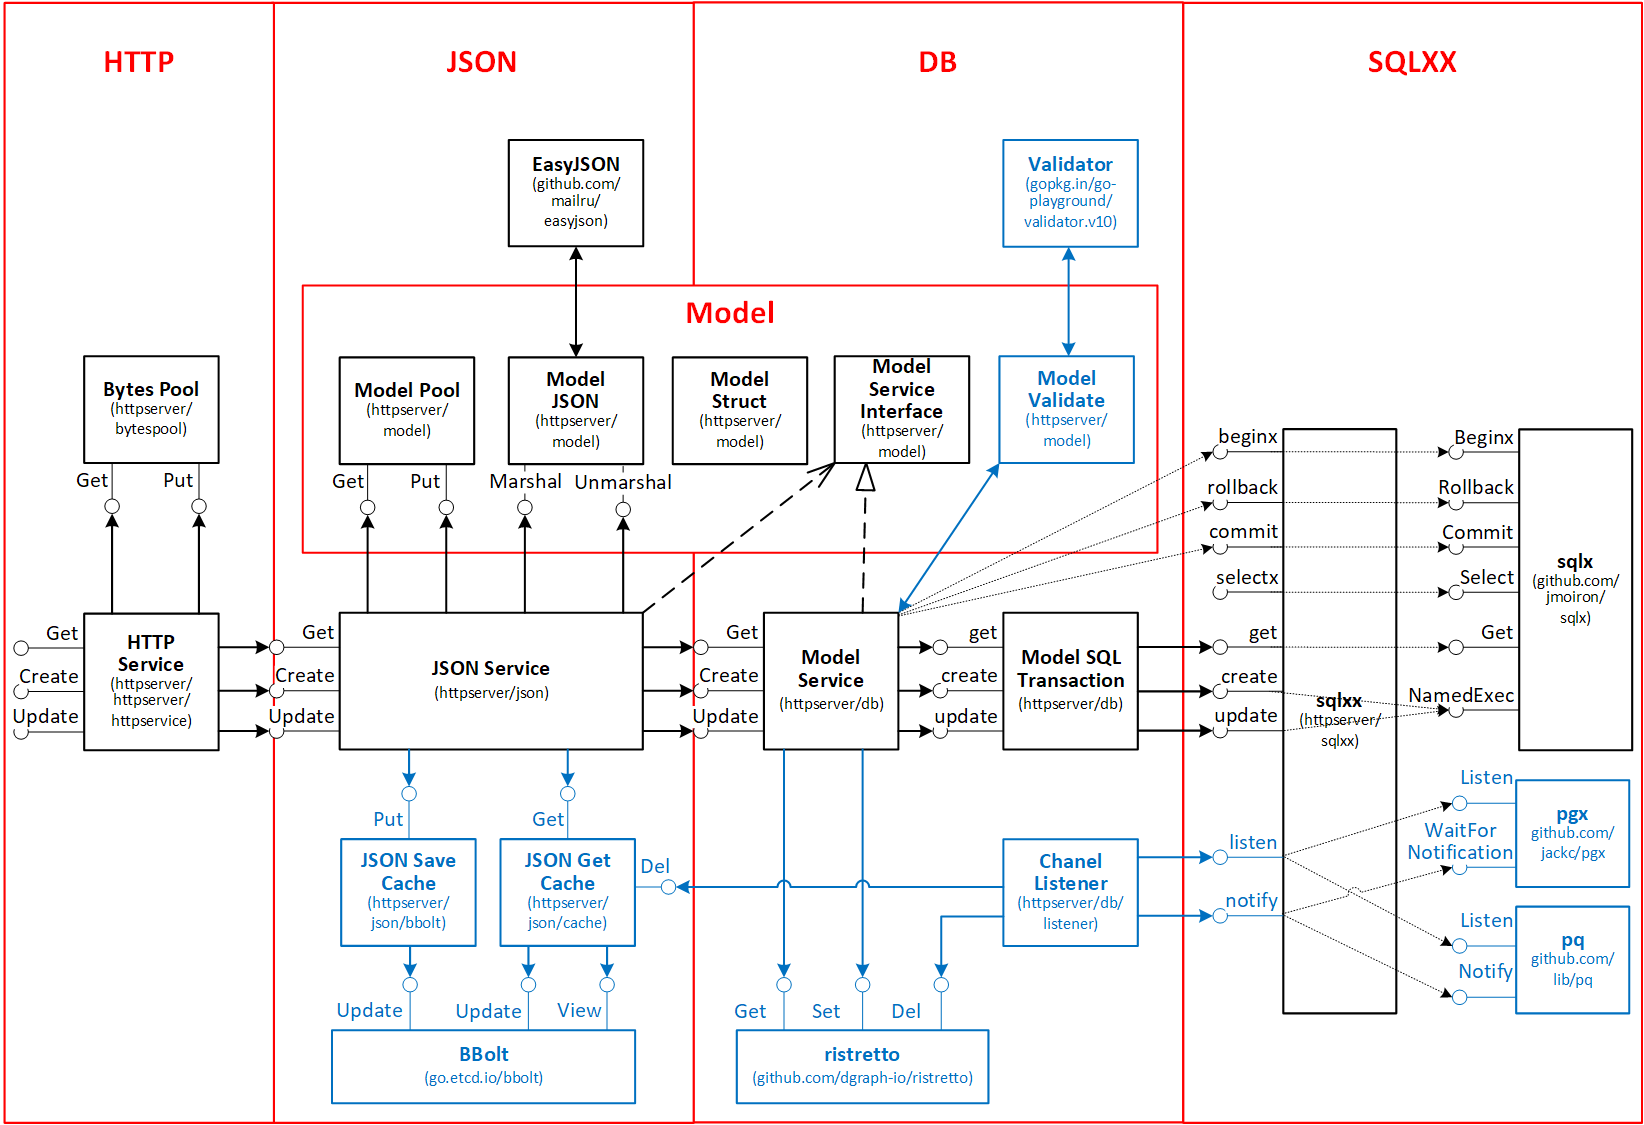 HTTP
JSON
DB
SQLXX
EasyJSON
(github.com/
mailru/
easyjson)
Validator
(gopkg.in/go-
playground/
validator.v10)
Model
Bytes Pool
(httpserver/
bytespool)
Get
Put
Model Pool
(httpserver/
model)
Get
Put
Model
JSON
(httpserver/
model)
Marshal
Unmarshal
Model
Struct
(httpserver/
model)
Model
Service
Interface
(httpserver/
model)
Model
Validate
(httpserver/
model)
Get
Create
Update
HTTP
Service
(httpserver/
httpserver/
httpservice)
Get
Create
Update
JSON Service
(httpserver/json)
Get
Create
Update
Model
Service
(httpserver/db)
get
create
update
Model SQL
Transaction
(httpserver/db)
beginx
rollback
commit
selectx
get
create
update
sqlxx
(httpserver/
sqlxx)
Beginx
Rollback
Commit
Select
Get
NamedExec
sqlx
(github.com/
jmoiron/
sqlx)
Put
Get
JSON Save
Cache
(httpserver/
json/bbolt)
JSON Get
Cache
(httpserver/
json/cache)
Del
Chanel
Listener
(httpserver/db/
listener)
listen
notify
Listen
WaitFor
Notification
pgx
github.com/
jackc/pgx
Listen
Notify
pq
github.com/
lib/pq
Update
Update
View
BBolt
(go.etcd.io/bbolt)
Get
Set
Del
ristretto
(github.com/dgraph-io/ristretto)